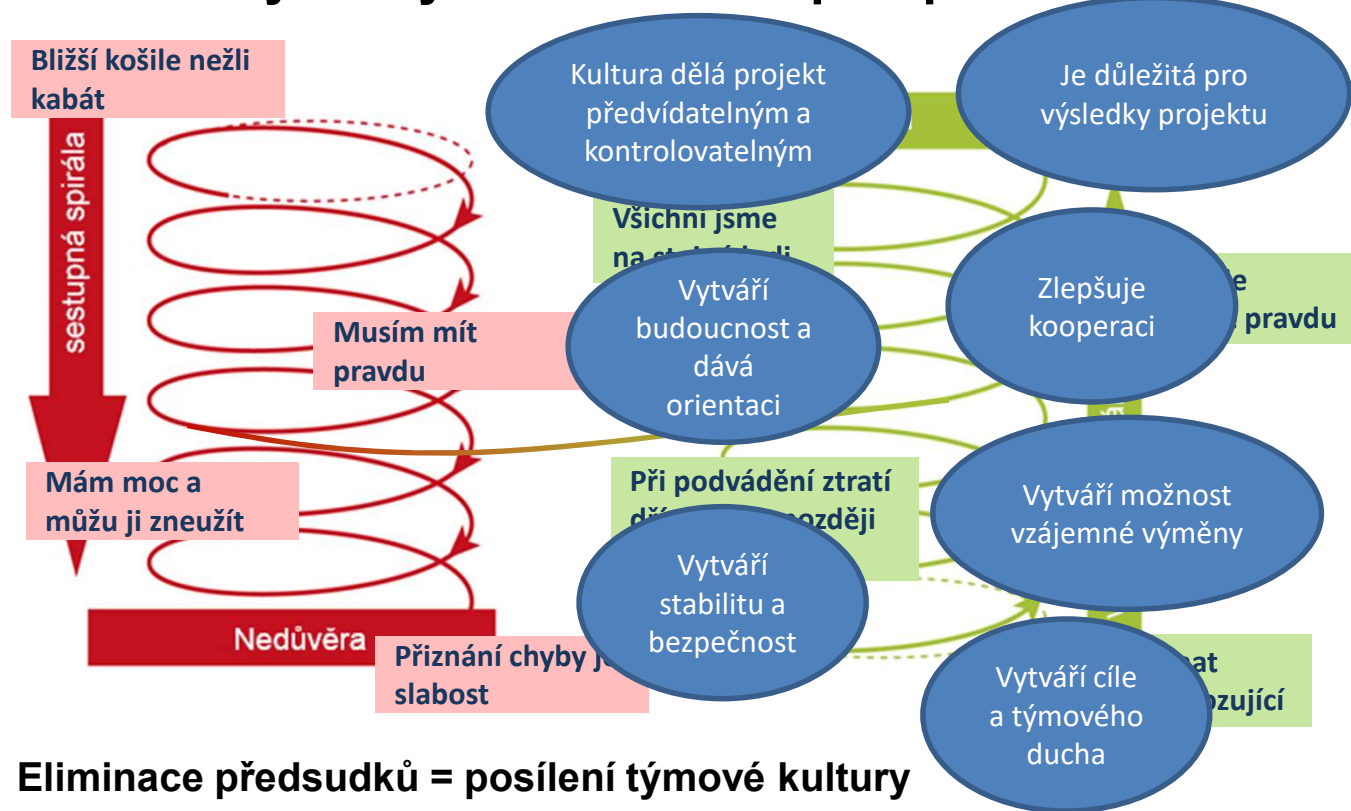 Bližší košile nežli
kabát
sestupná spirála
Musím mít
pravdu
Mám moc a
můžu ji zneužít
Nedůvěra
Přiznání chyby je
slabost
Kultura dělá projekt
předvídatelným a
kontrolovatelným
Je důležitá pro
výsledky projektu
Všichni jsme
na
Vytváří
budoucnost a
dává
orientaci
Zlepšuje
kooperaci
pravdu
Při podvádění ztratí
později
Vytváří možnost
vzájemné výměny
Vytváří
stabilitu a
bezpečnost
Vytváří cíle
a týmového
ducha
Eliminace předsudků = posílení týmové kultury